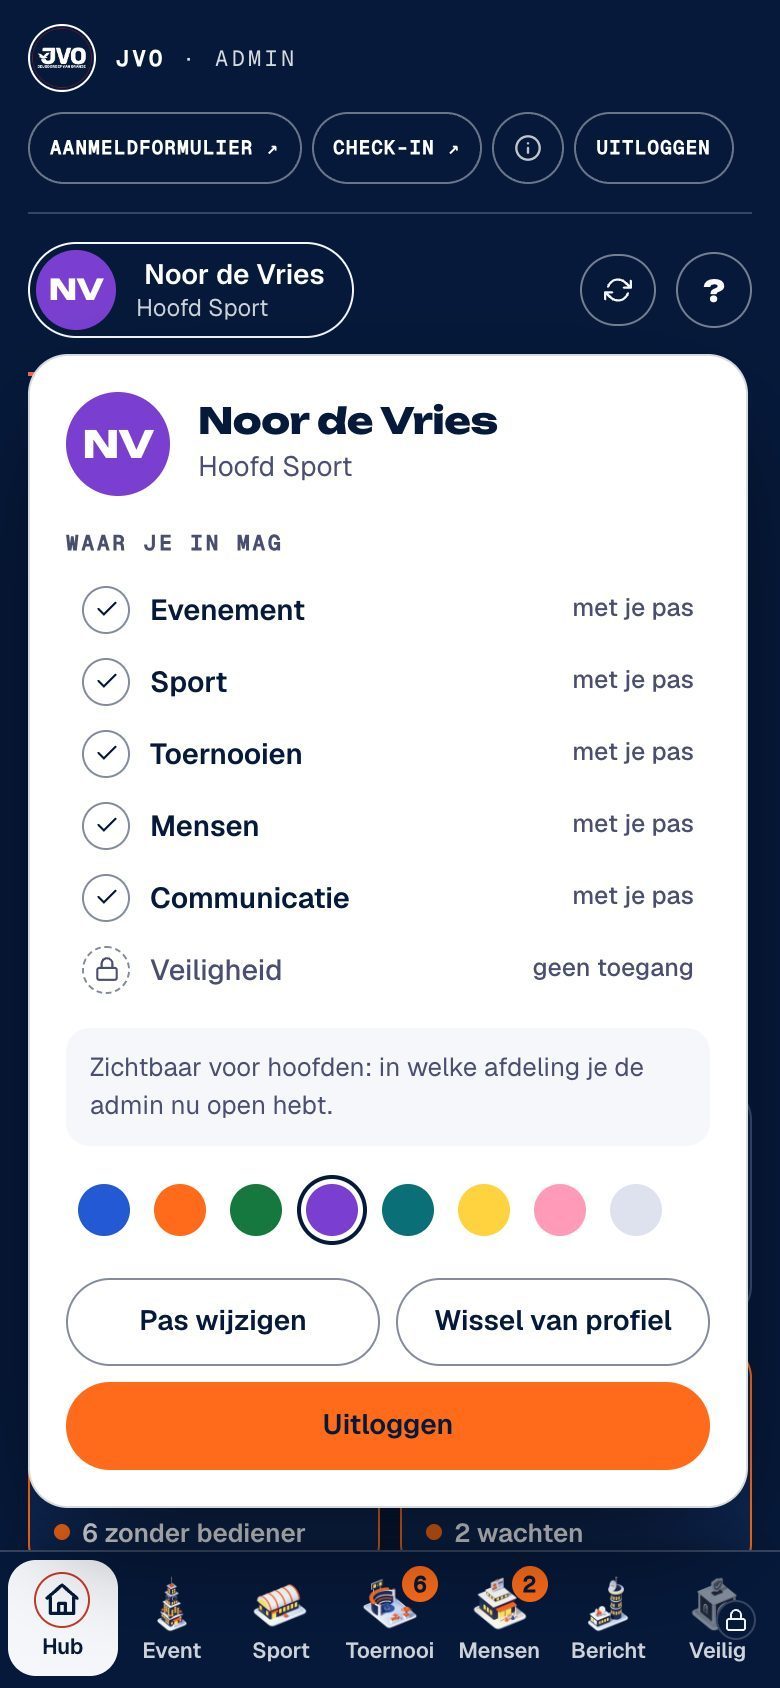 JVO
JVO · ADMIN
AANMELDFORMULIER ↗
CHECK-IN ↗
UITLOGGEN
NV
Noor de Vries
Hoofd Sport
?
NV
Noor de Vries
Hoofd Sport
WAAR JE IN MAG
Evenement met je pas
Sport met je pas
Toernooien met je pas
Mensen met je pas
Communicatie met je pas
Veiligheid geen toegang
Zichtbaar voor hoofden: in welke afdeling je de
admin nu open hebt.
Pas wijzigen
Wissel van profiel
Uitloggen
6 zonder bediener
2 wachten
6
2
Hub
Event
Sport
Toernooi
Mensen
Bericht
Veilig